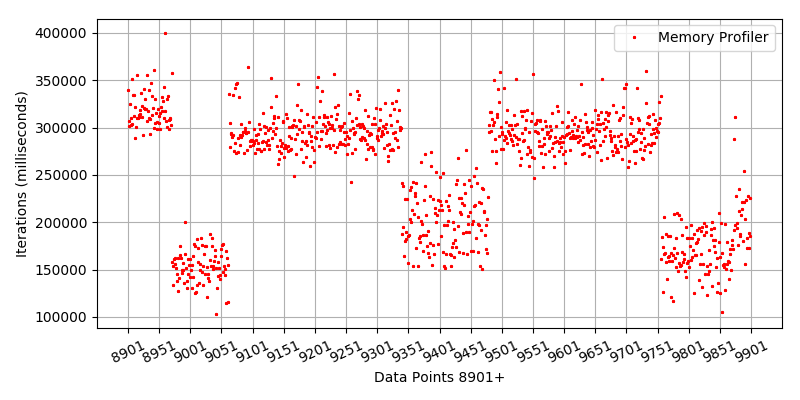 Memory Profiler
Iterations (milliseconds)
400000
350000
300000
250000
200000
150000
100000
8901 8951 9001 9051 9101 9151 9201 9251 9301 9351 9401 9451 9501 9551 9601 9651 9701 9751 9801 9851 9901
Data Points 8901+